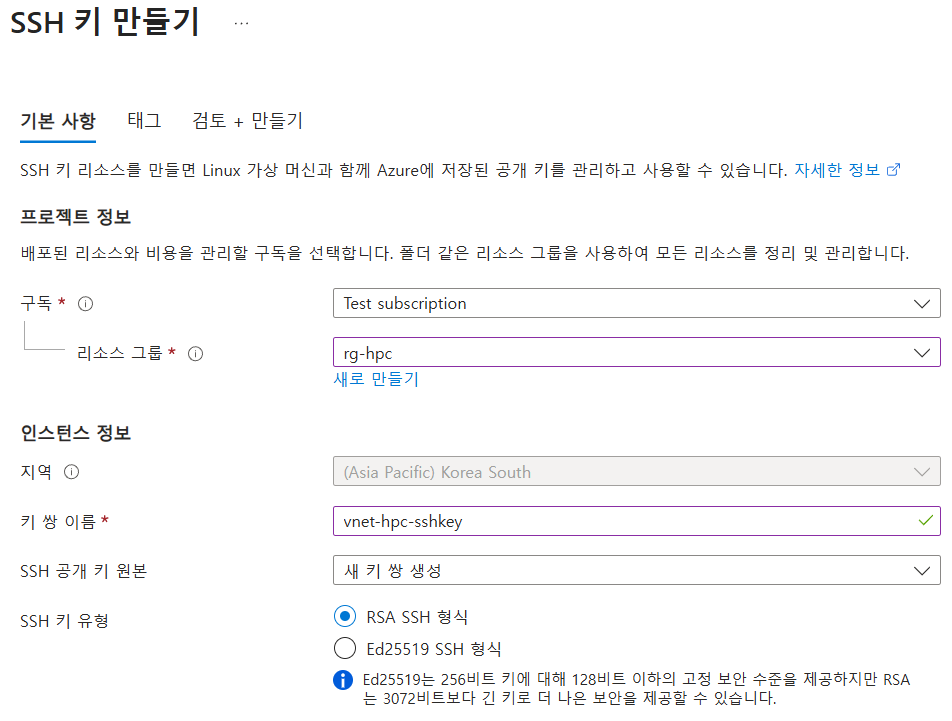 SSH 키 만들기 ...
기본 사항 태그 검토 + 만들기
SSH 키 리소스를 만들면 Linux 가상 머신과 함께 Azure에 저장된 공개 키를 관리하고 사용할 수 있습니다. 자세한 정보
프로젝트 정보
배포된 리소스와 비용을 관리할 구독을 선택합니다. 폴더 같은 리소스 그룹을 사용하여 모든 리소스를 정리 및 관리합니다.
구독 * Test subscription
리소스 그룹 * rg-hpc
새로 만들기
인스턴스 정보
지역 (Asia Pacific) Korea South
키 쌍 이름 * vnet-hpc-sshkey
SSH 공개 키 원본 새 키 쌍 생성
SSH 키 유형 RSA SSH 형식
Ed25519 SSH 형식
Ed25519는 256비트 키에 대해 128비트 이하의 고정 보안 수준을 제공하지만 RSA
는 3072비트보다 긴 키로 더 나은 보안을 제공할 수 있습니다.